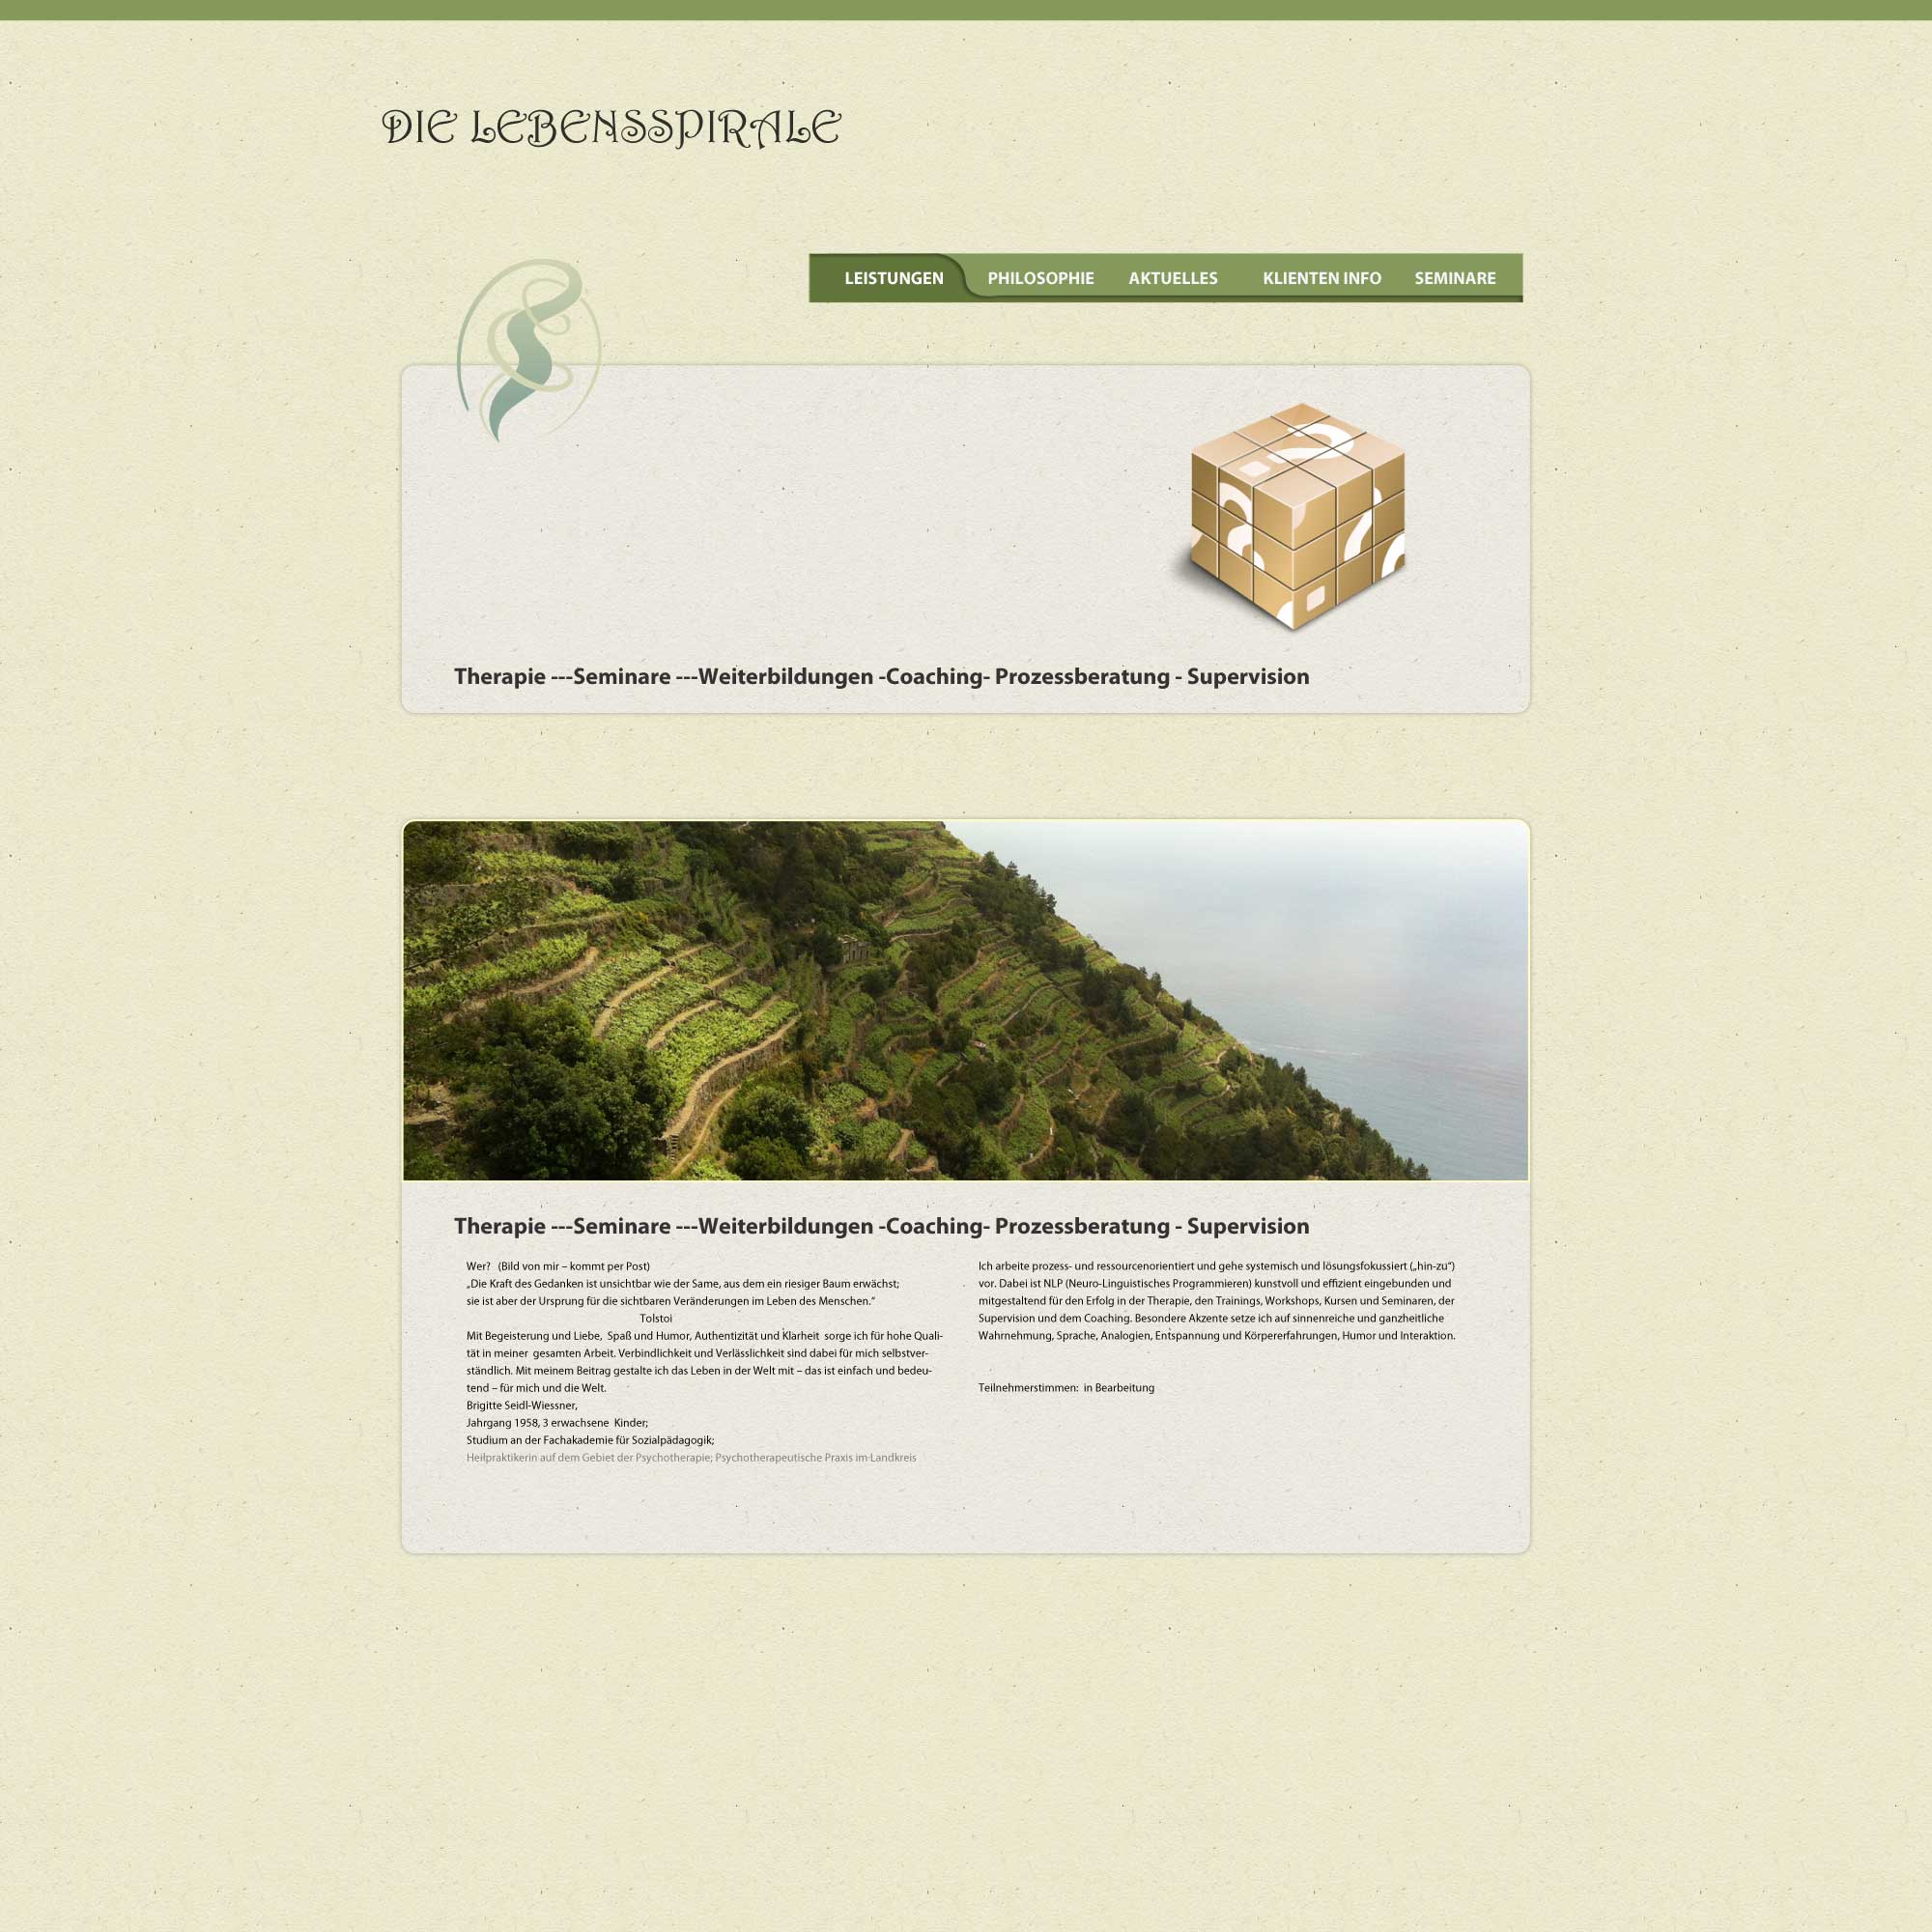 DIE LEBENSSPIRALE
LEISTUNGEN PHILOSOPHIE AKTUELLES KLIENTEN INFO SEMINARE
Therapie ---Seminare ---Weiterbildungen -Coaching- Prozessberatung - Supervision
Therapie ---Seminare ---Weiterbildungen -Coaching- Prozessberatung - Supervision
Wer?   (Bild von mir – kommt per Post)
„Die Kraft des Gedanken ist unsichtbar wie der Same, aus dem ein riesiger Baum erwächst;
sie ist aber der Ursprung für die sichtbaren Veränderungen im Leben des Menschen.“
Tolstoi
Mit Begeisterung und Liebe,  Spaß und Humor, Authentizität und Klarheit  sorge ich für hohe Quali-
tät in meiner  gesamten Arbeit. Verbindlichkeit und Verlässlichkeit sind dabei für mich selbstver-
ständlich. Mit meinem Beitrag gestalte ich das Leben in der Welt mit – das ist einfach und bedeu-
tend – für mich und die Welt.
Brigitte Seidl-Wiessner,
Jahrgang 1958, 3 erwachsene  Kinder;
Studium an der Fachakademie für Sozialpädagogik;
Heilpraktikerin auf dem Gebiet der Psychotherapie; Psychotherapeutische Praxis im Landkreis
Ich arbeite prozess- und ressourcenorientiert und gehe systemisch und lösungsfokussiert („hin-zu“)
vor. Dabei ist NLP (Neuro-Linguistisches Programmieren) kunstvoll und effizient eingebunden und
mitgestaltend für den Erfolg in der Therapie, den Trainings, Workshops, Kursen und Seminaren, der
Supervision und dem Coaching. Besondere Akzente setze ich auf sinnenreiche und ganzheitliche
Wahrnehmung, Sprache, Analogien, Entspannung und Körpererfahrungen, Humor und Interaktion.
Teilnehmerstimmen:  in Bearbeitung